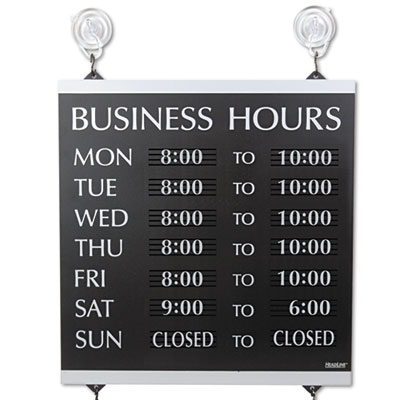 BUSINESS HOURS
MON 8:00 TO 10:00
TUE 8:00 TO 10:00
WED 8:00 TO 10:00
THU 8:00 TO 10:00
FRI 8:00 TO 10:00
SAT 9:00 TO 6:00
SUN CLOSED TO CLOSED
HEADLINE